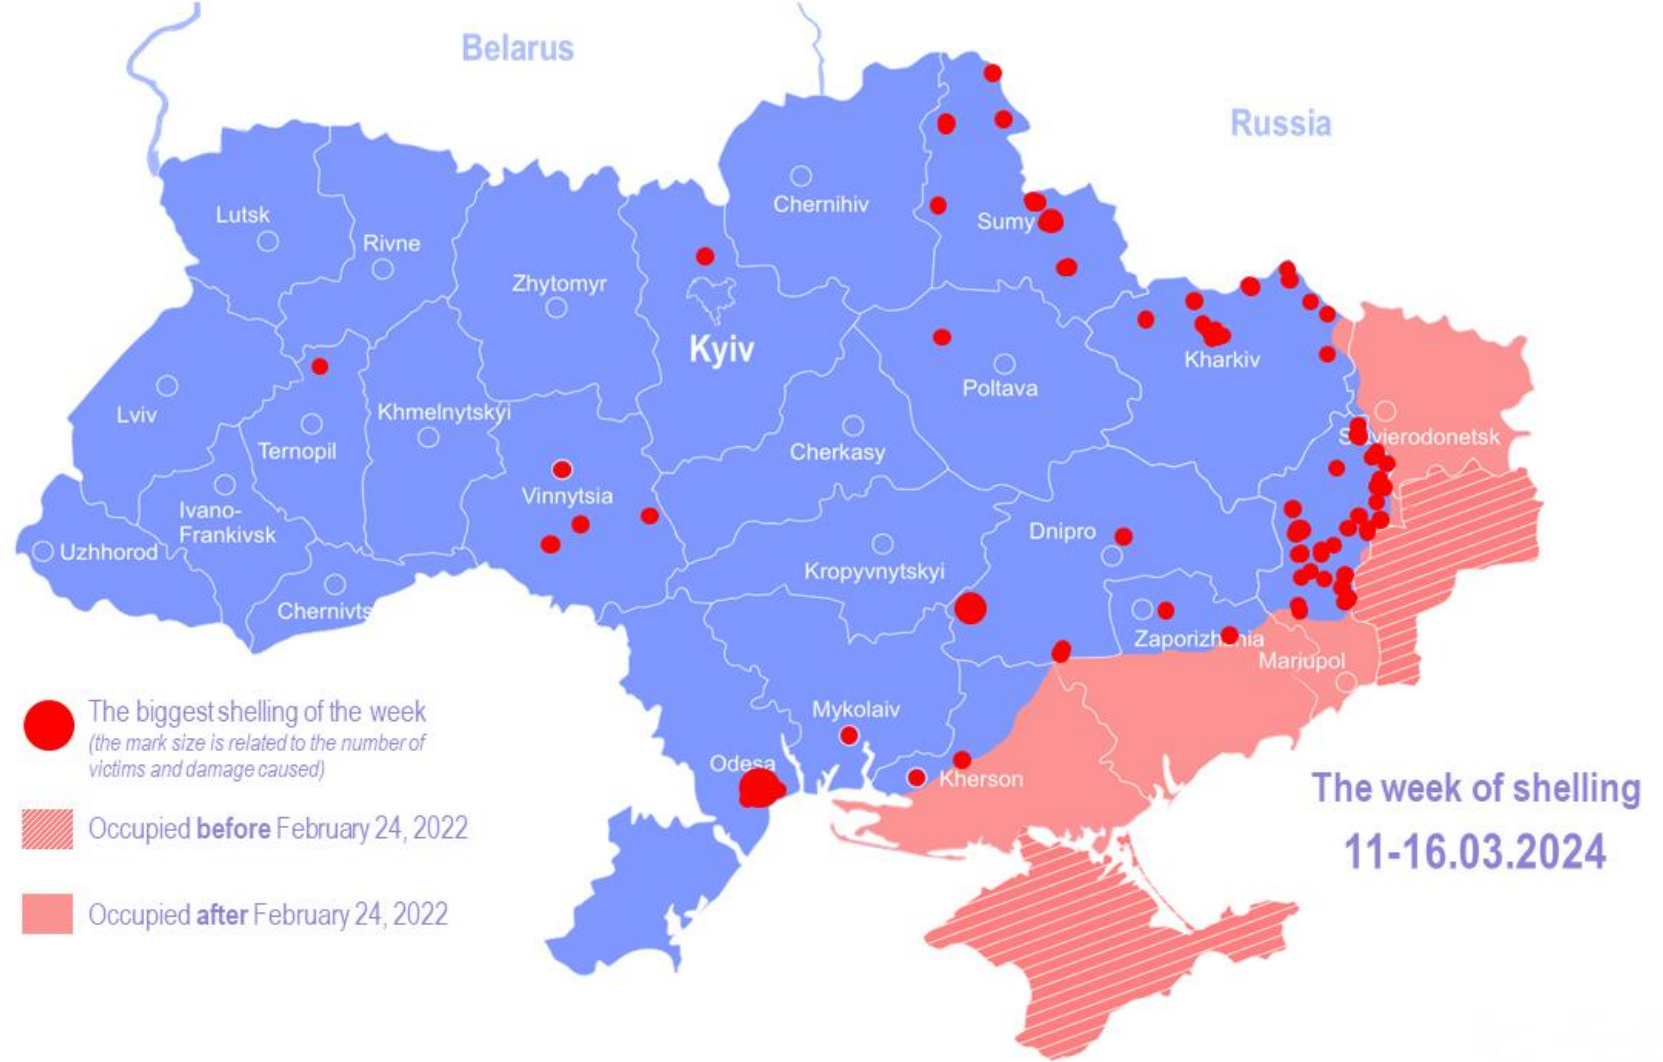 Belarus
Russia
Chernihiv
Lutsk
Sumy
Rivne
Zhytomyr
Kyiv
Kharkiv
Poltava
Lviv
Khmelnytskyi
Ternopil
Cherkasy
Vinnytsia
Ivano-
Frankivsk
Dnipro
Uzhhorod
Kropyvnytskyi
Chernivts
Mykolaiv
Odesa
Kherson
Mariupol
The biggest shelling of the week
(the mark size is related to the number of
victims and damage caused)
Occupied before February 24, 2022
Occupied after February 24, 2022
The week of shelling
11-16.03.2024